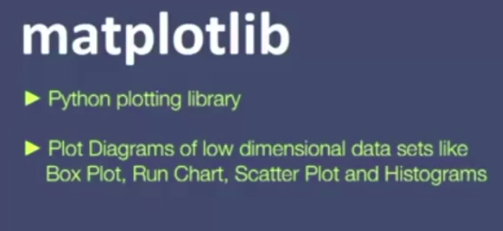 matplotlib
► Python plotting library
► Plot Diagrams of low dimensional data sets like
Box Plot, Run Chart, Scatter Plot and Histograms